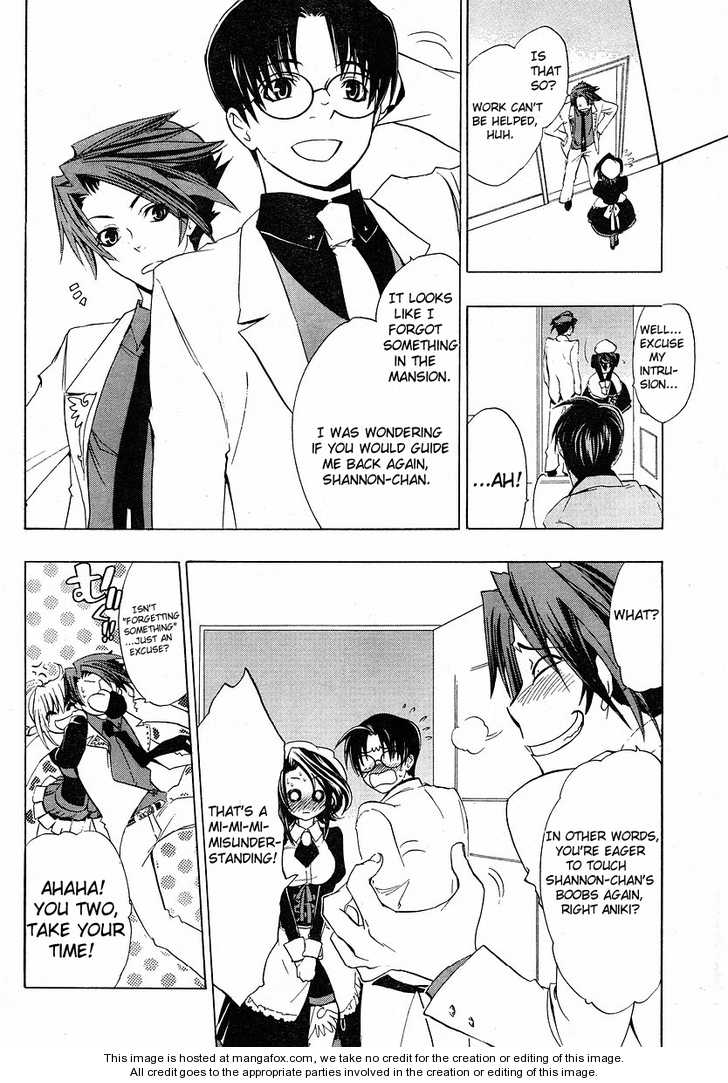 IS
THAT
SO?
WORK CAN'T
BE HELPED,
HUH.
IT LOOKS
LIKE I
FORGOT
SOMETHING
IN THE
MANSION.
I WAS WONDERING
IF YOU WOULD GUIDE
ME BACK AGAIN,
SHANNON-CHAN.
WELL...
EXCUSE
MY
INTRU-
SION...
...AH!
WHAT?
IN OTHER WORDS,
YOU'RE EAGER
TO TOUCH
SHANNON-CHAN'S
BOOBS AGAIN,
RIGHT ANIKI?
THAT'S A
MI-MI-MI-
MISUNDER-
STANDING!
ISN'T
"FORGETTING
SOMETHING"
...JUST AN
EXCUSE?
AHAHA!
YOU TWO,
TAKE YOUR
TIME!
This image is hosted at mangafox.com, we take no credit for the creation or editing of this image.
All credit goes to the appropriate parties involved in the creation or editing of this image.